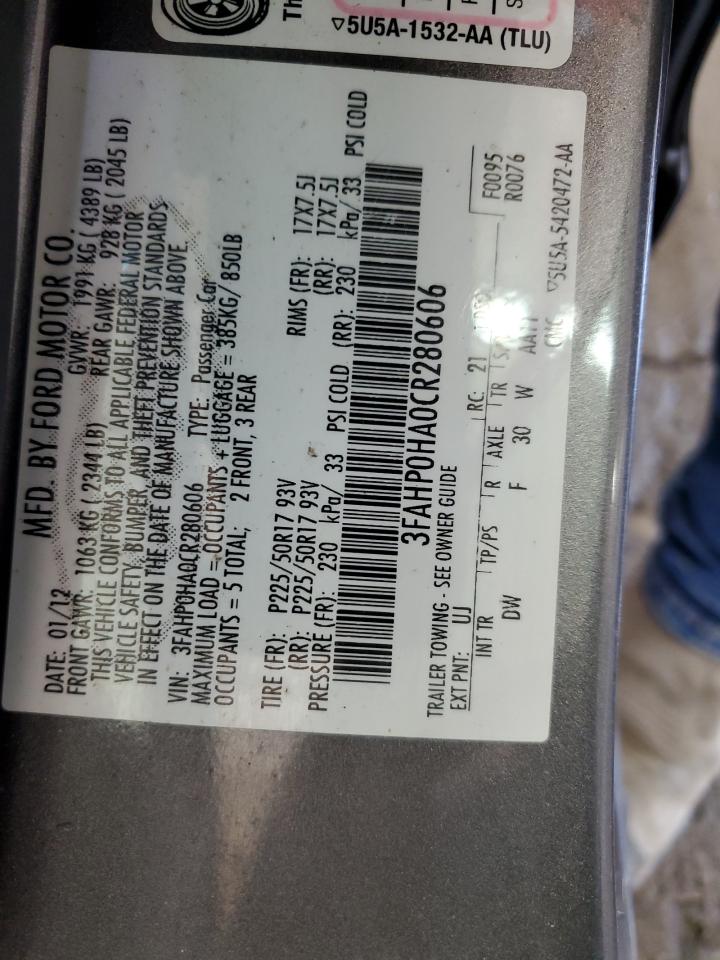 Th
▽5U5A-1532-AA (TLU)
MFD. BY FORD MOTOR CO.
DATE: 01/12 GVWR: 1991 KG ( 4389 LB)
FRONT GAWR: 1063 KG ( 2344 LB) REAR GAWR: 928 KG ( 2045 LB)
THIS VEHICLE CONFORMS TO ALL APPLICABLE FEDERAL MOTOR
VEHICLE SAFETY, BUMPER, AND THEFT PREVENTION STANDARDS
IN EFFECT ON THE DATE OF MANUFACTURE SHOWN ABOVE.
VIN: 3FAHP0HA0CR280606 TYPE: Passenger Car
MAXIMUM LOAD = OCCUPANTS + LUGGAGE = 385KG/ 850LB
OCCUPANTS = 5 TOTAL; 2 FRONT, 3 REAR
TIRE (FR): P225/50R17 93V RIMS (FR): 17X7.5J
(RR): P225/50R17 93V (RR): 17X7.5J
PRESSURE (FR): 230 kPa/ 33 PSI COLD (RR): 230 kPa/ 33 PSI COLD
3FAHP0HA0CR280606
TRAILER TOWING - SEE OWNER GUIDE
EXT PNT: UJ RC: 21 F0095
INT TR TP/PS R AXLE TR R0076
DW F 30 W
▽5U5A-5420472-AA